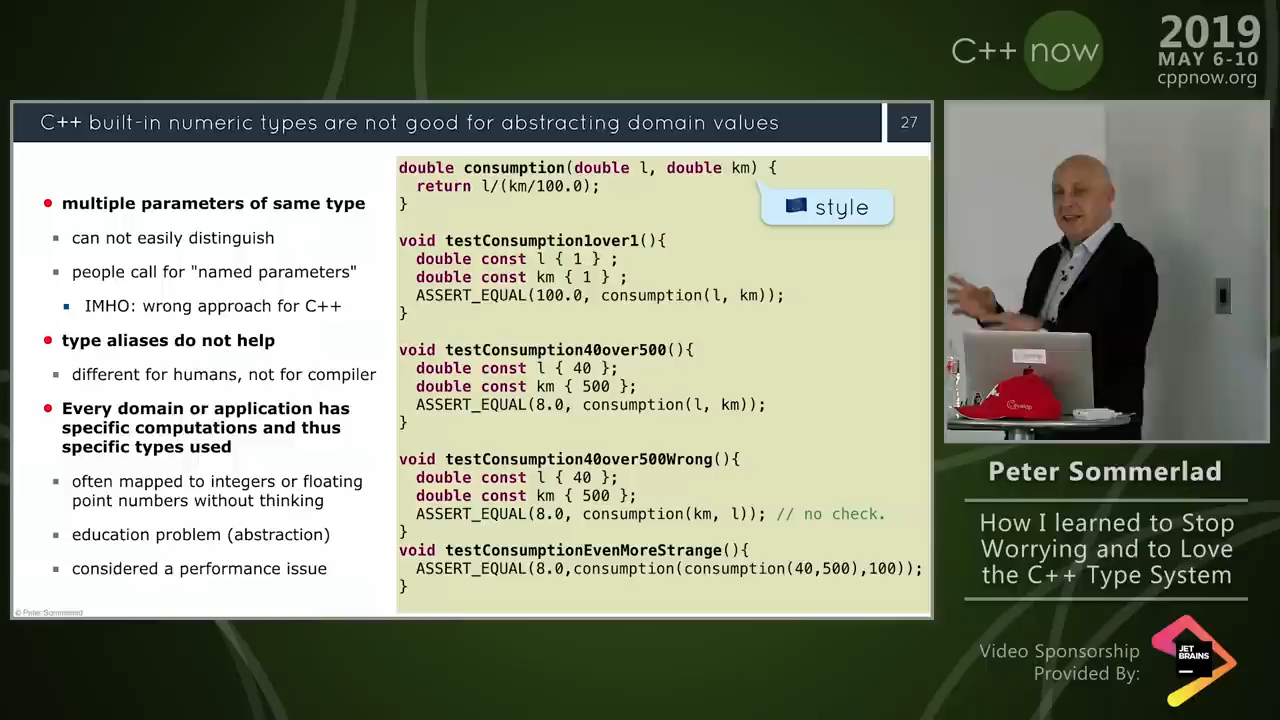 C++ now
2019
MAY 6-10
cppnow.org
C++ built-in numeric types are not good for abstracting domain values
27
multiple parameters of same type
can not easily distinguish
people call for "named parameters"
IMHO: wrong approach for C++
type aliases do not help
different for humans, not for compiler
Every domain or application has
specific computations and thus
specific types used
often mapped to integers or floating
point numbers without thinking
education problem (abstraction)
considered a performance issue
© Peter Sommerlad
double consumption(double l, double km) {
return l/(km/100.0);
}
style
void testConsumption1over1(){
double const l { 1 } ;
double const km { 1 } ;
ASSERT_EQUAL(100.0, consumption(l, km));
}
void testConsumption40over500(){
double const l { 40 };
double const km { 500 };
ASSERT_EQUAL(8.0, consumption(l, km));
}
void testConsumption40over500Wrong(){
double const l { 40 };
double const km { 500 };
ASSERT_EQUAL(8.0, consumption(km, l)); // no check.
}
void testConsumptionEvenMoreStrange(){
ASSERT_EQUAL(8.0,consumption(consumption(40,500),100));
}
Peter Sommerlad
How I learned to Stop
Worrying and to Love
the C++ Type System
Video Sponsorship
Provided By:
JET
BRAINS